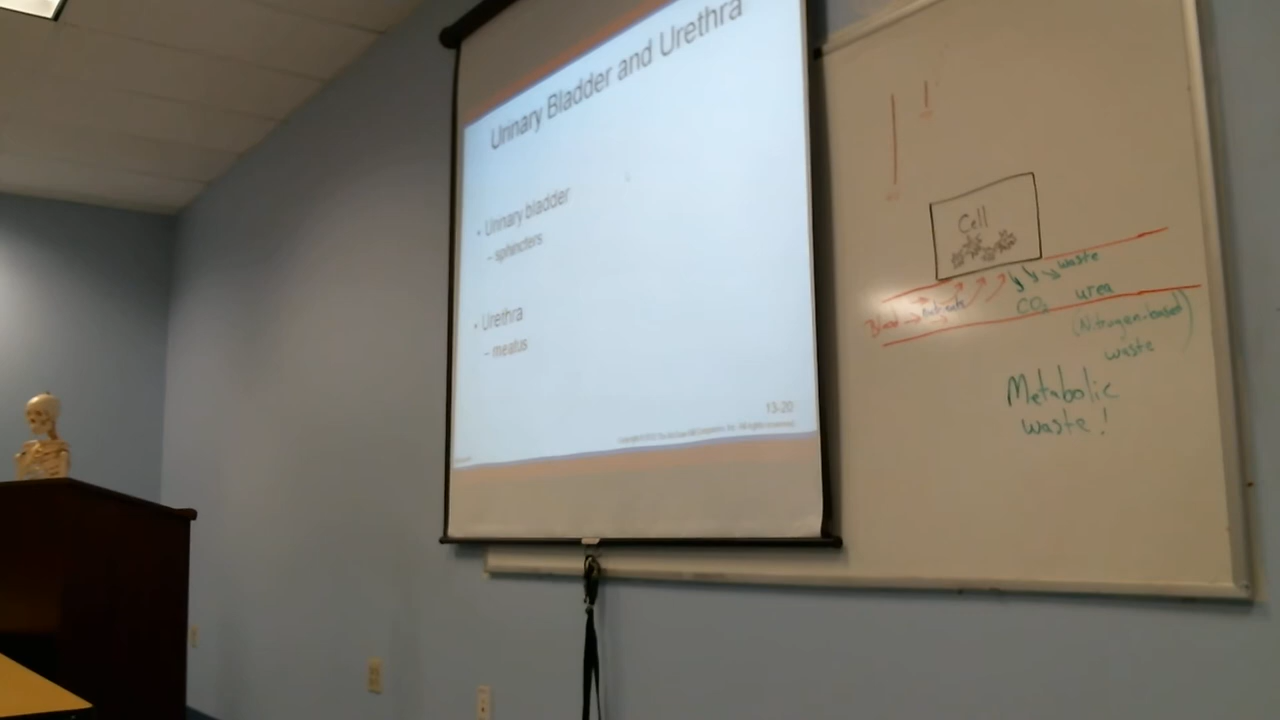 Urinary Bladder and Urethra
• Urinary bladder
– sphincters
• Urethra
– meatus
13-20
Cell
waste
Blood
CO₂ urea
(Nitrogen-based)
waste
Metabolic
waste!